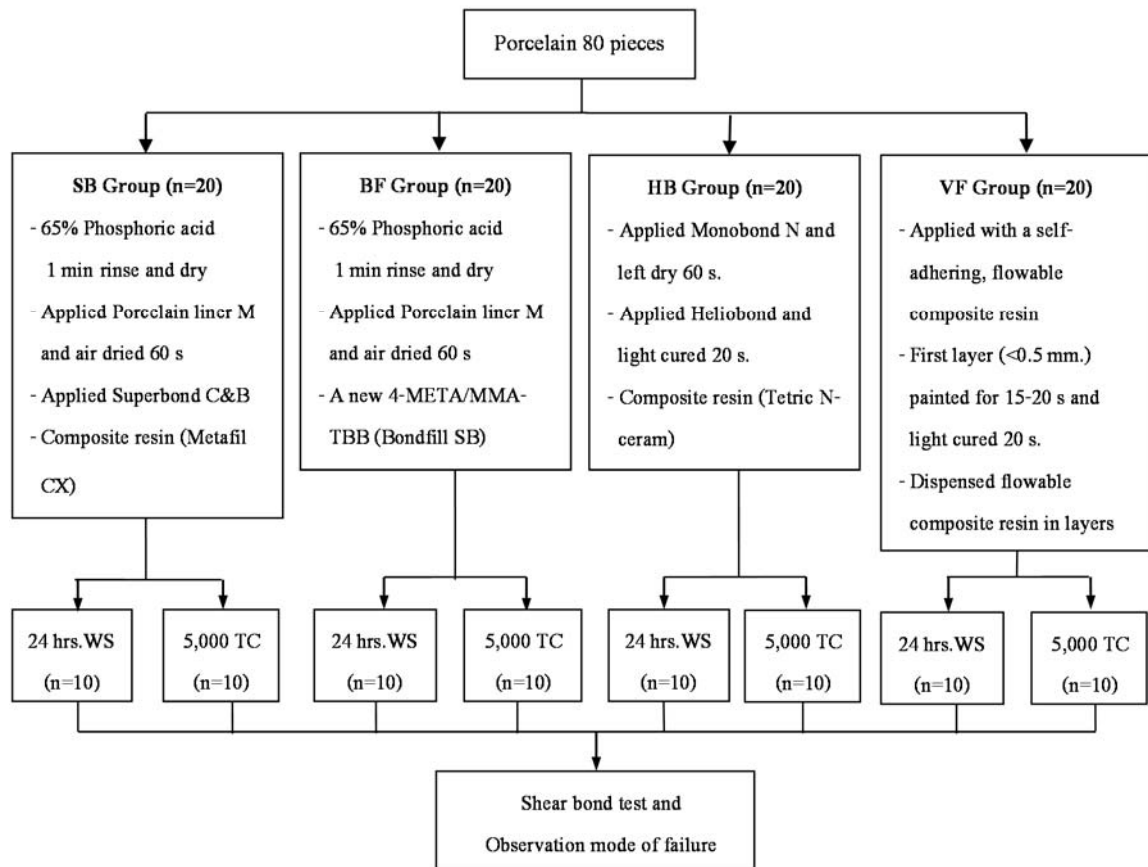 Porcelain 80 pieces
SB Group (n=20)
- 65% Phosphoric acid
1 min rinse and dry
- Applied Porcelain liner M
and air dried 60 s
- Applied Superbond C&B
- Composite resin (Metafil
CX)
BF Group (n=20)
- 65% Phosphoric acid
1 min rinse and dry
- Applied Porcelain liner M
and air dried 60 s
- A new 4-META/MMA-
TBB (Bondfill SB)
HB Group (n=20)
- Applied Monobond N and
left dry 60 s.
- Applied Heliobond and
light cured 20 s.
- Composite resin (Tetric N-
ceram)
VF Group (n=20)
- Applied with a self-
adhering, flowable
composite resin
- First layer (<0.5 mm.)
painted for 15-20 s and
light cured 20 s.
- Dispensed flowable
composite resin in layers
24 hrs.WS
(n=10)
5,000 TC
(n=10)
24 hrs.WS
(n=10)
5,000 TC
(n=10)
24 hrs.WS
(n=10)
5,000 TC
(n=10)
24 hrs.WS
(n=10)
5,000 TC
(n=10)
Shear bond test and
Observation mode of failure